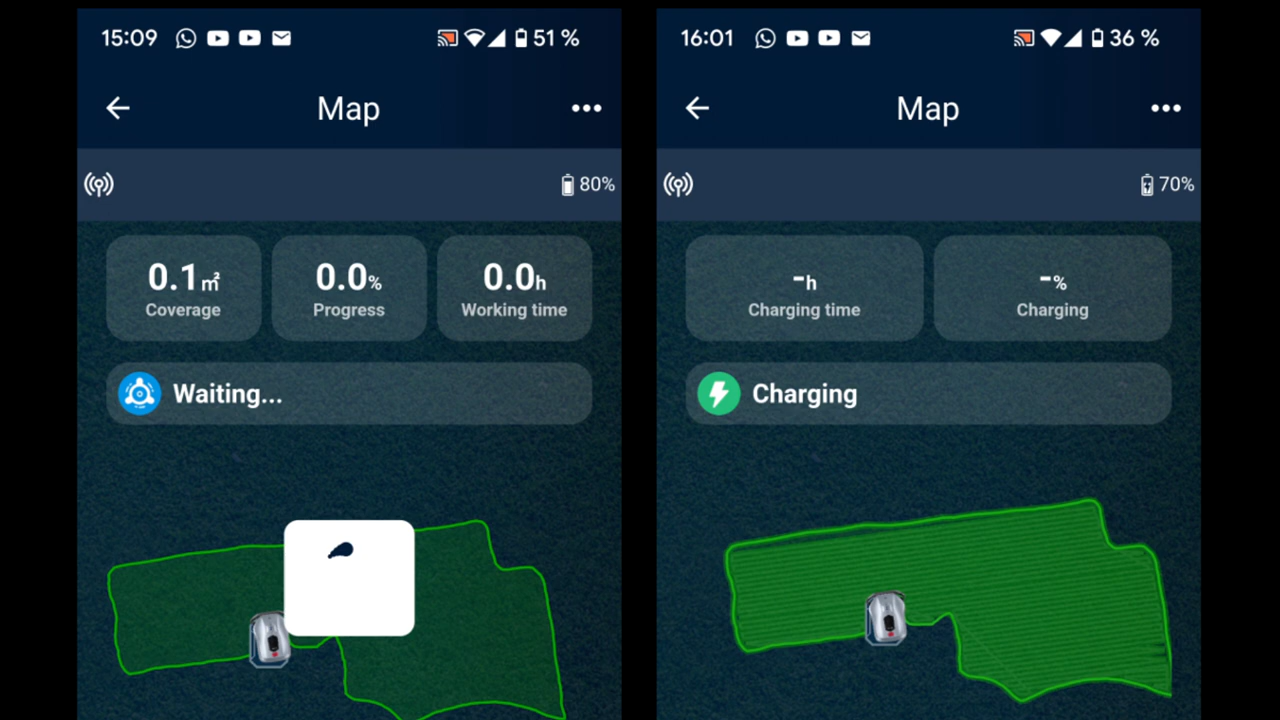 15:09 51 %
Map
80%
0.1㎡ 0.0% 0.0h
Coverage Progress Working time
Waiting...
16:01 36 %
Map
70%
-h -%
Charging time Charging
Charging